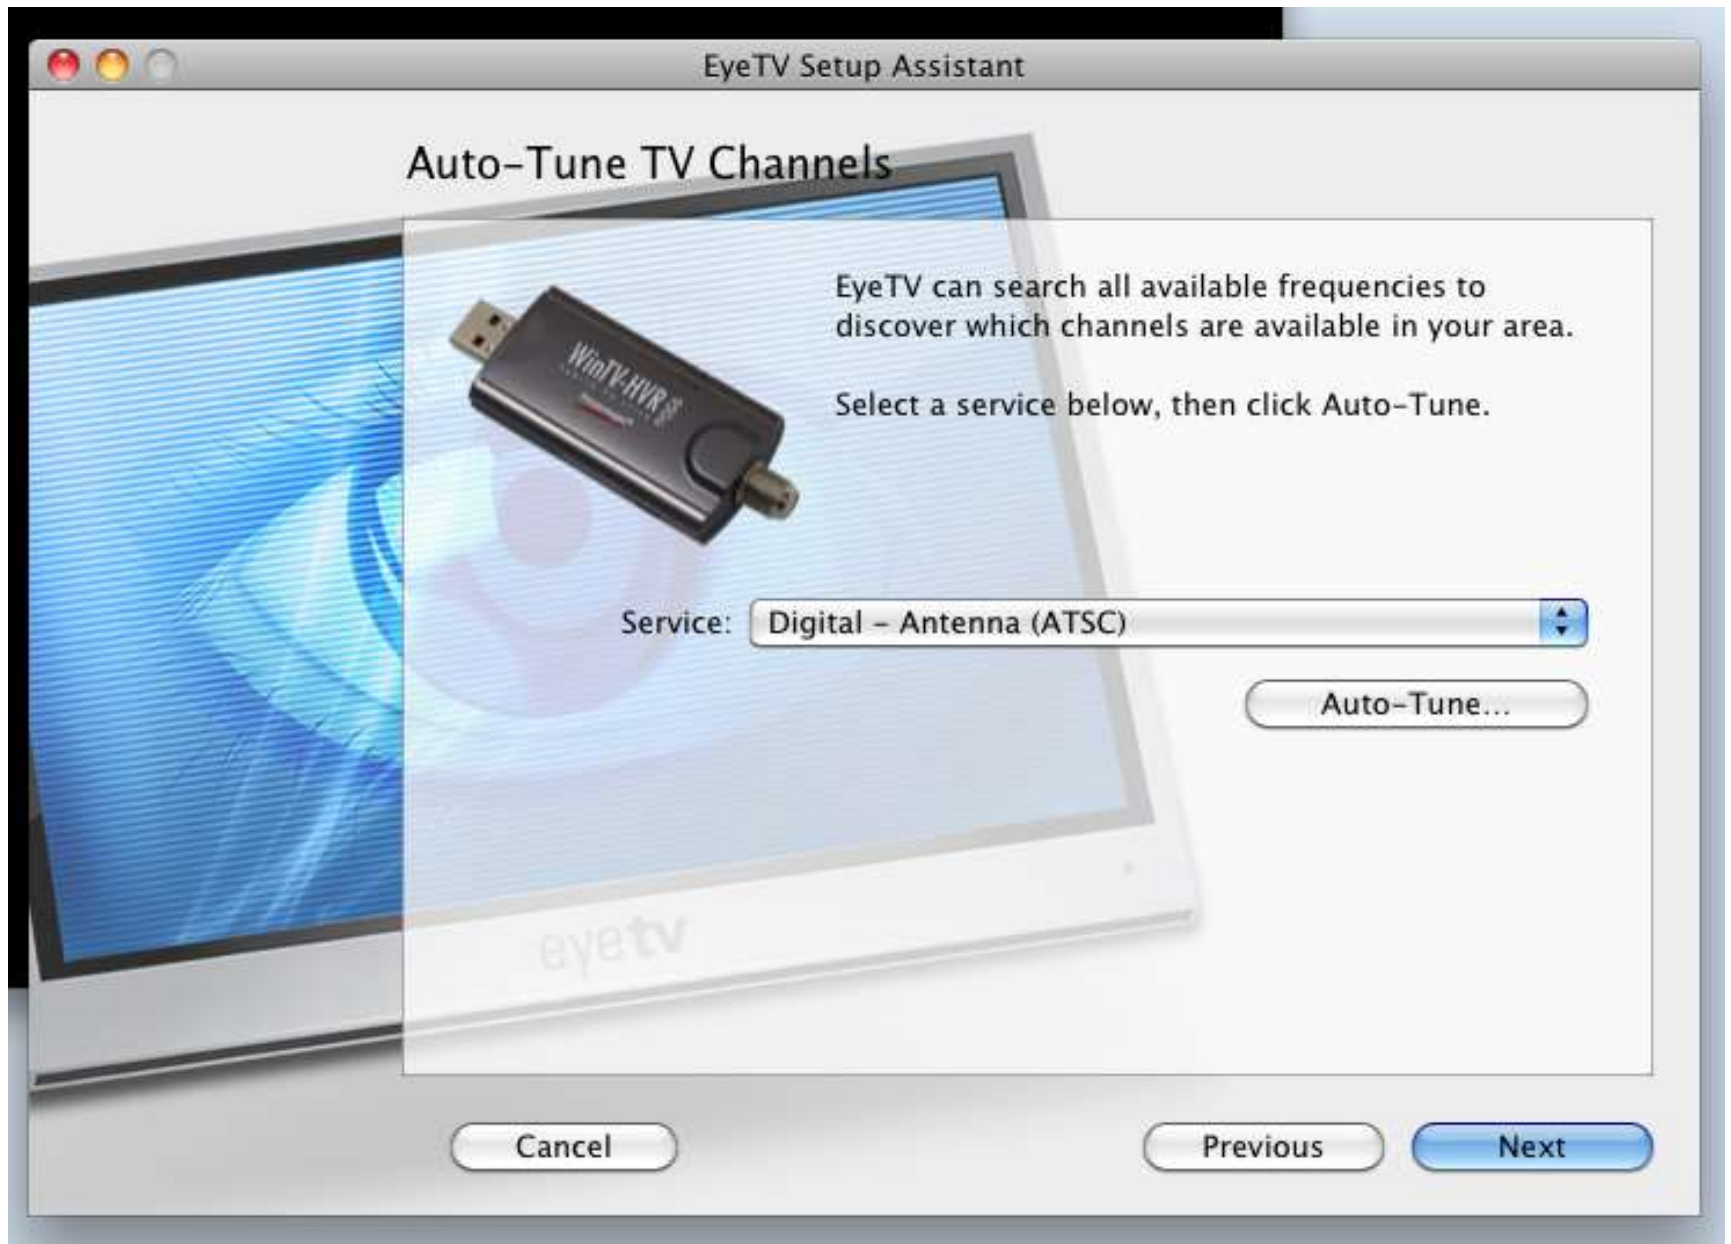 EyeTV Setup Assistant
Auto-Tune TV Channels
EyeTV can search all available frequencies to
discover which channels are available in your area.
Select a service below, then click Auto-Tune.
WinTV-HVR
Service:
Digital - Antenna (ATSC)
Auto-Tune...
eyetv
Cancel
Previous
Next